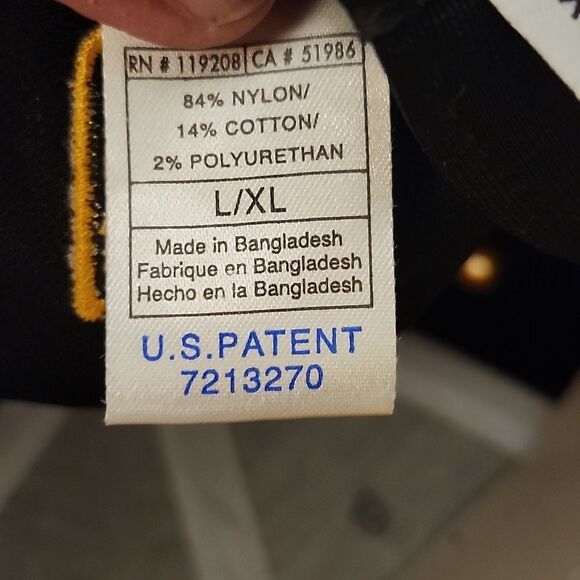 RN # 119208 CA # 51986
84% NYLON/
14% COTTON/
2% POLYURETHAN
L/XL
Made in Bangladesh
Fabrique en Bangladesh
Hecho en la Bangladesh
U.S.PATENT
7213270